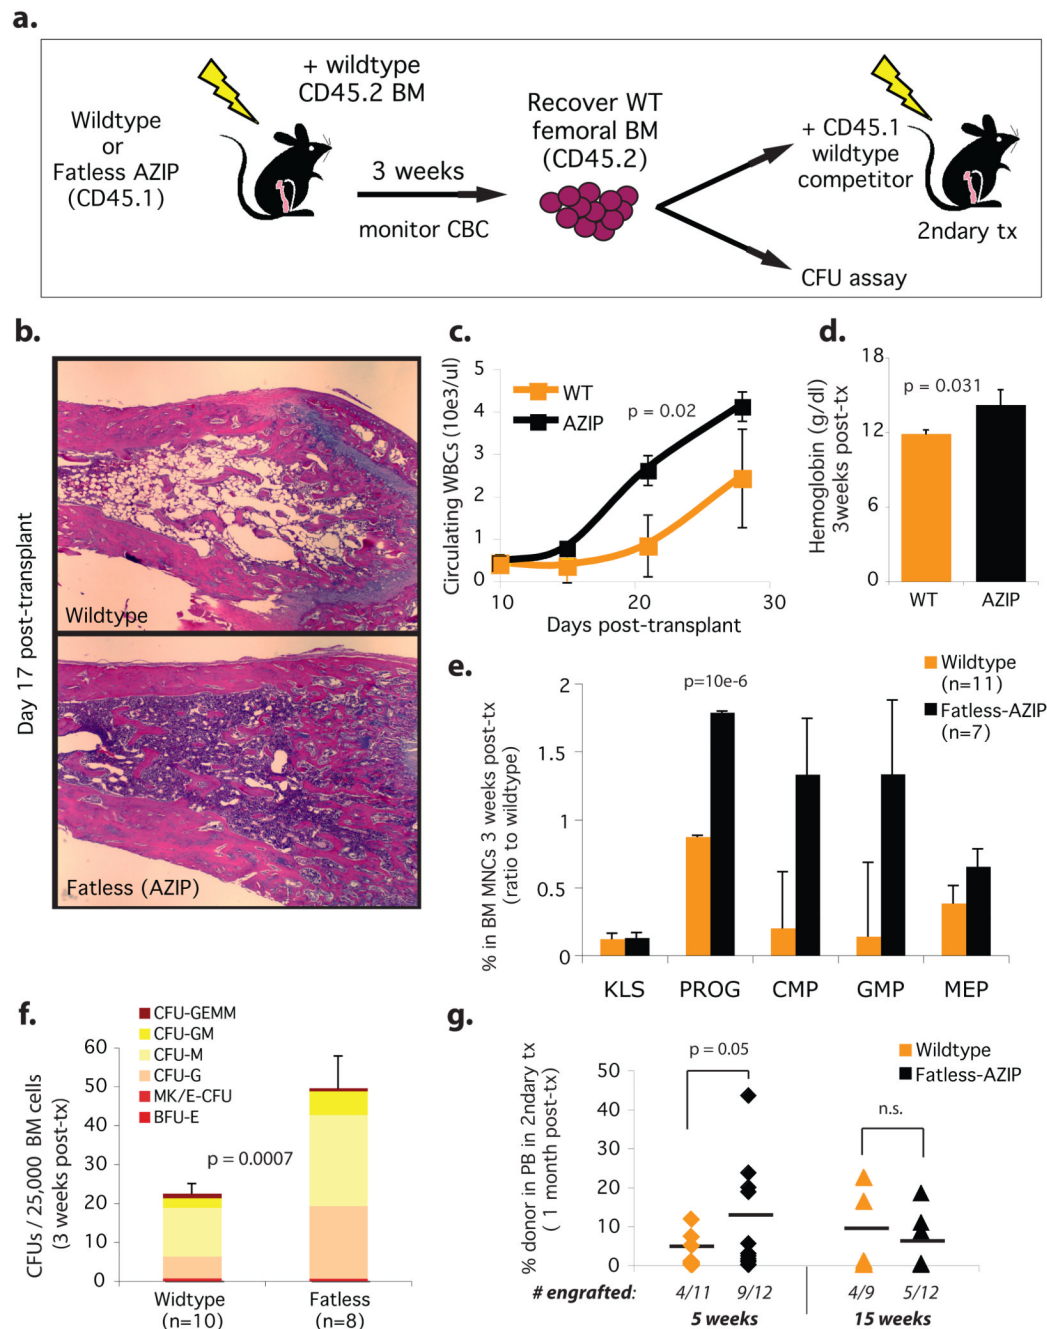 a.
Wildtype
or
Fatless AZIP
(CD45.1)
+ wildtype
CD45.2 BM
3 weeks
monitor CBC
Recover WT
femoral BM
(CD45.2)
+ CD45.1
wildtype
competitor
2ndary tx
CFU assay
b.
Day 17 post-transplant
Wildtype
Fatless (AZIP)
c.
Circulating WBCs (10e3/ul)
5
4
3
2
1
0
WT
AZIP
p = 0.02
10
20
30
Days post-transplant
d.
Hemoglobin (g/dl)
3weeks post-tx
18
12
6
0
p = 0.031
WT
AZIP
e.
% in BM MNCs 3 weeks post-tx
(ratio to wildtype)
2
1.5
1
0.5
0
p=10e-6
Wildtype
(n=11)
Fatless-AZIP
(n=7)
KLS
PROG
CMP
GMP
MEP
f.
CFUs / 25,000 BM cells
(3 weeks post-tx)
CFU-GEMM
CFU-GM
CFU-M
CFU-G
MK/E-CFU
BFU-E
60
50
40
30
20
10
0
p = 0.0007
Widtype
(n=10)
Fatless
(n=8)
g.
% donor in PB in 2ndary tx
( 1 month post-tx)
50
40
30
20
10
0
p = 0.05
Wildtype
Fatless-AZIP
n.s.
# engrafted:
4/11
9/12
4/9
5/12
5 weeks
15 weeks